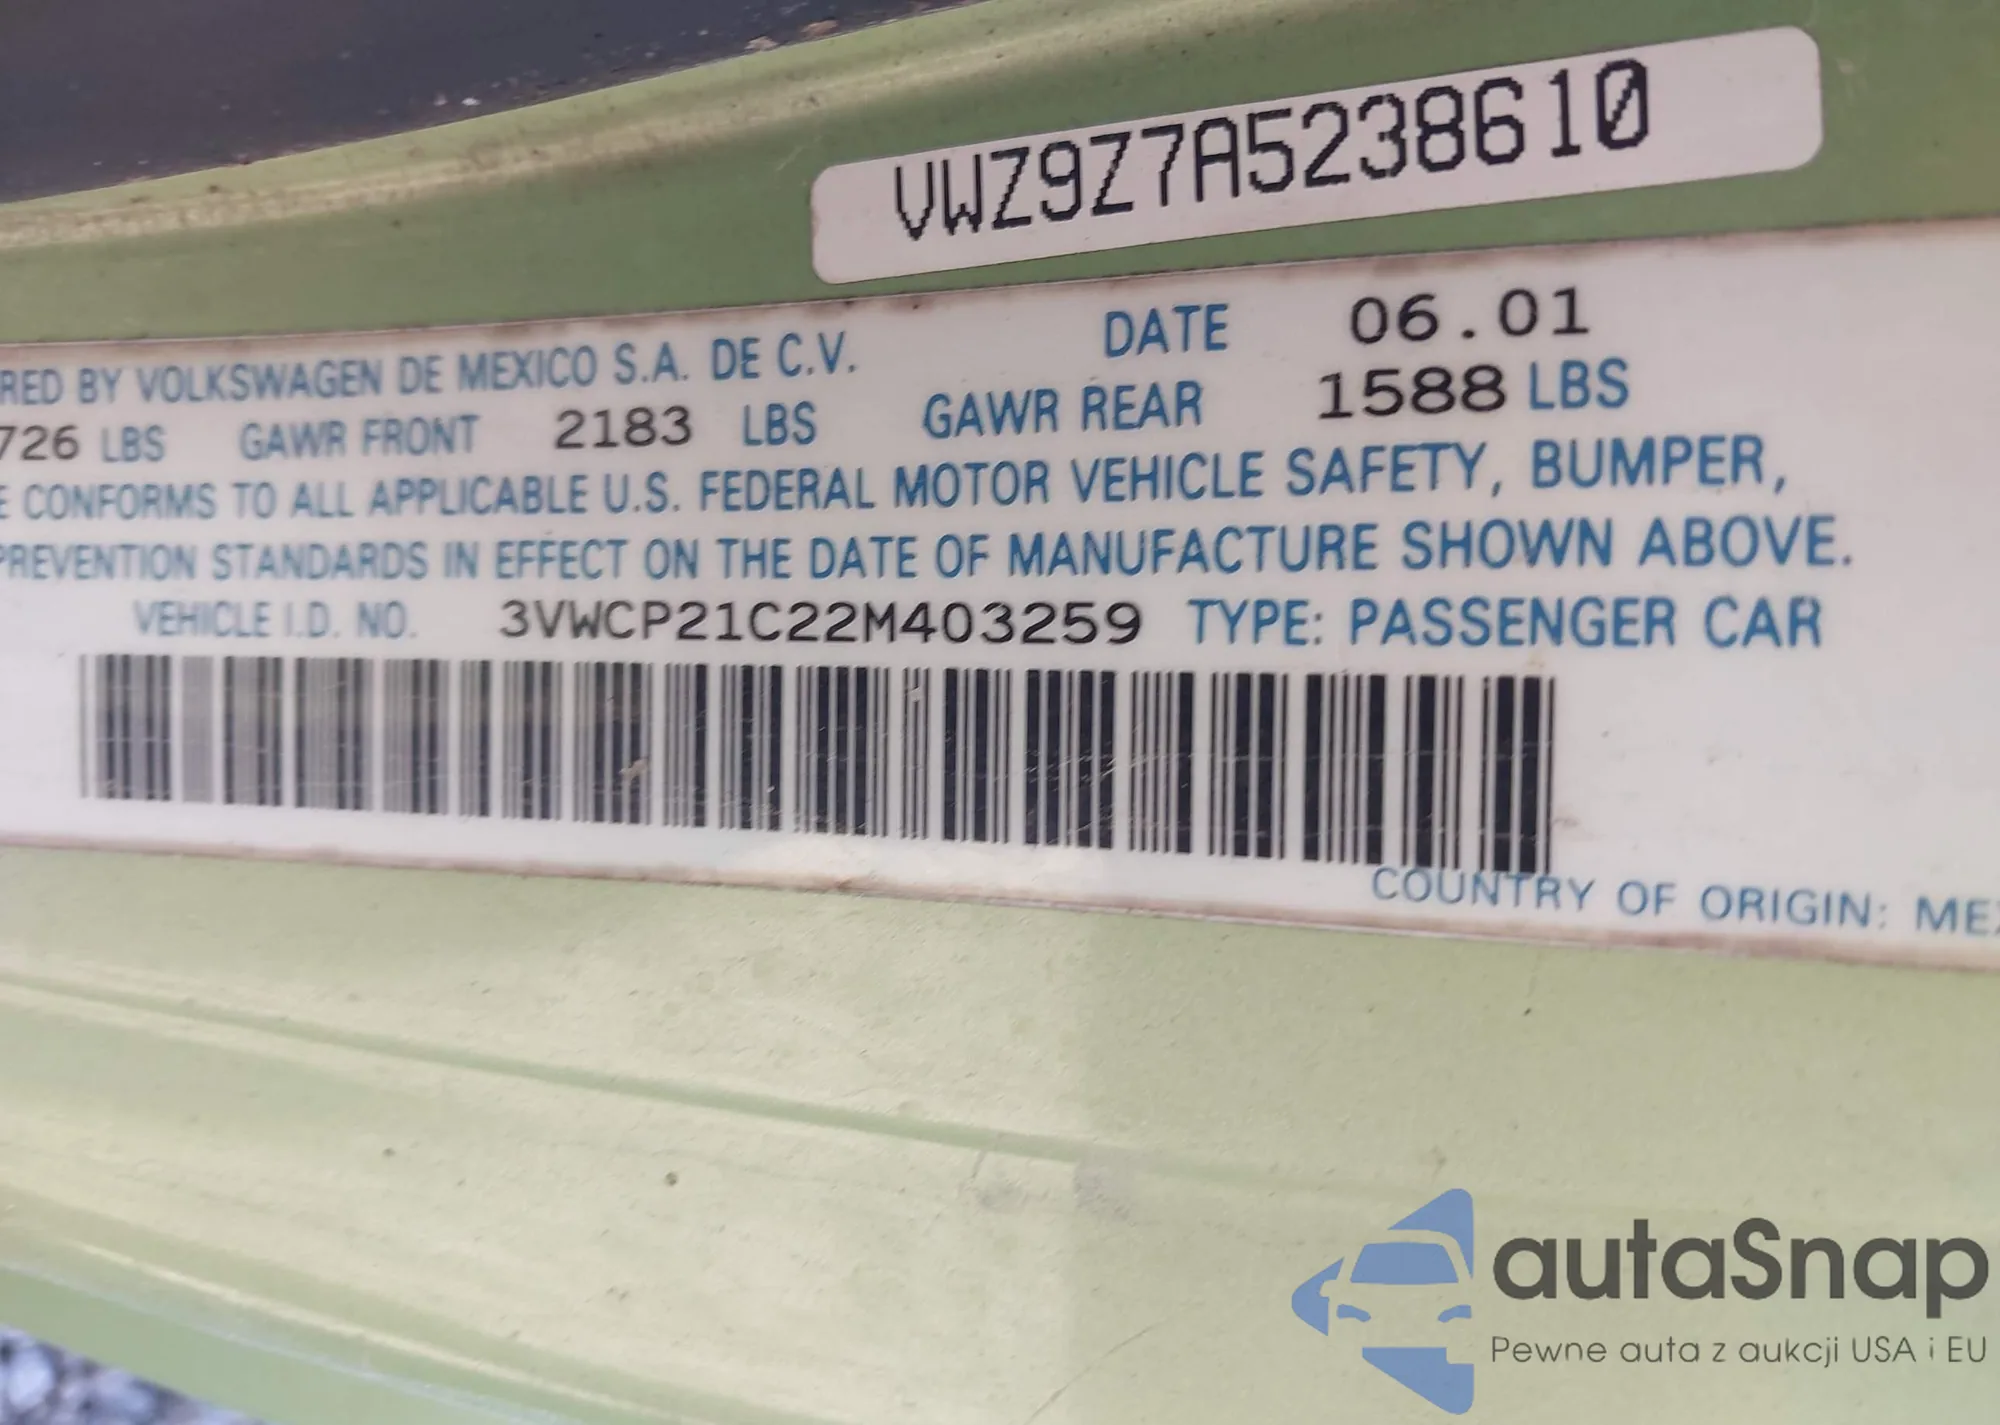 VWZ9Z7A5238610
RED BY VOLKSWAGEN DE MEXICO S.A. DE C.V. DATE 06.01
726 LBS GAWR FRONT 2183 LBS GAWR REAR 1588 LBS
E CONFORMS TO ALL APPLICABLE U.S. FEDERAL MOTOR VEHICLE SAFETY, BUMPER,
PREVENTION STANDARDS IN EFFECT ON THE DATE OF MANUFACTURE SHOWN ABOVE.
VEHICLE I.D. NO. 3VWCP21C22M403259 TYPE: PASSENGER CAR
COUNTRY OF ORIGIN: MEX
autaSnap
Pewne auta z aukcji USA i EU